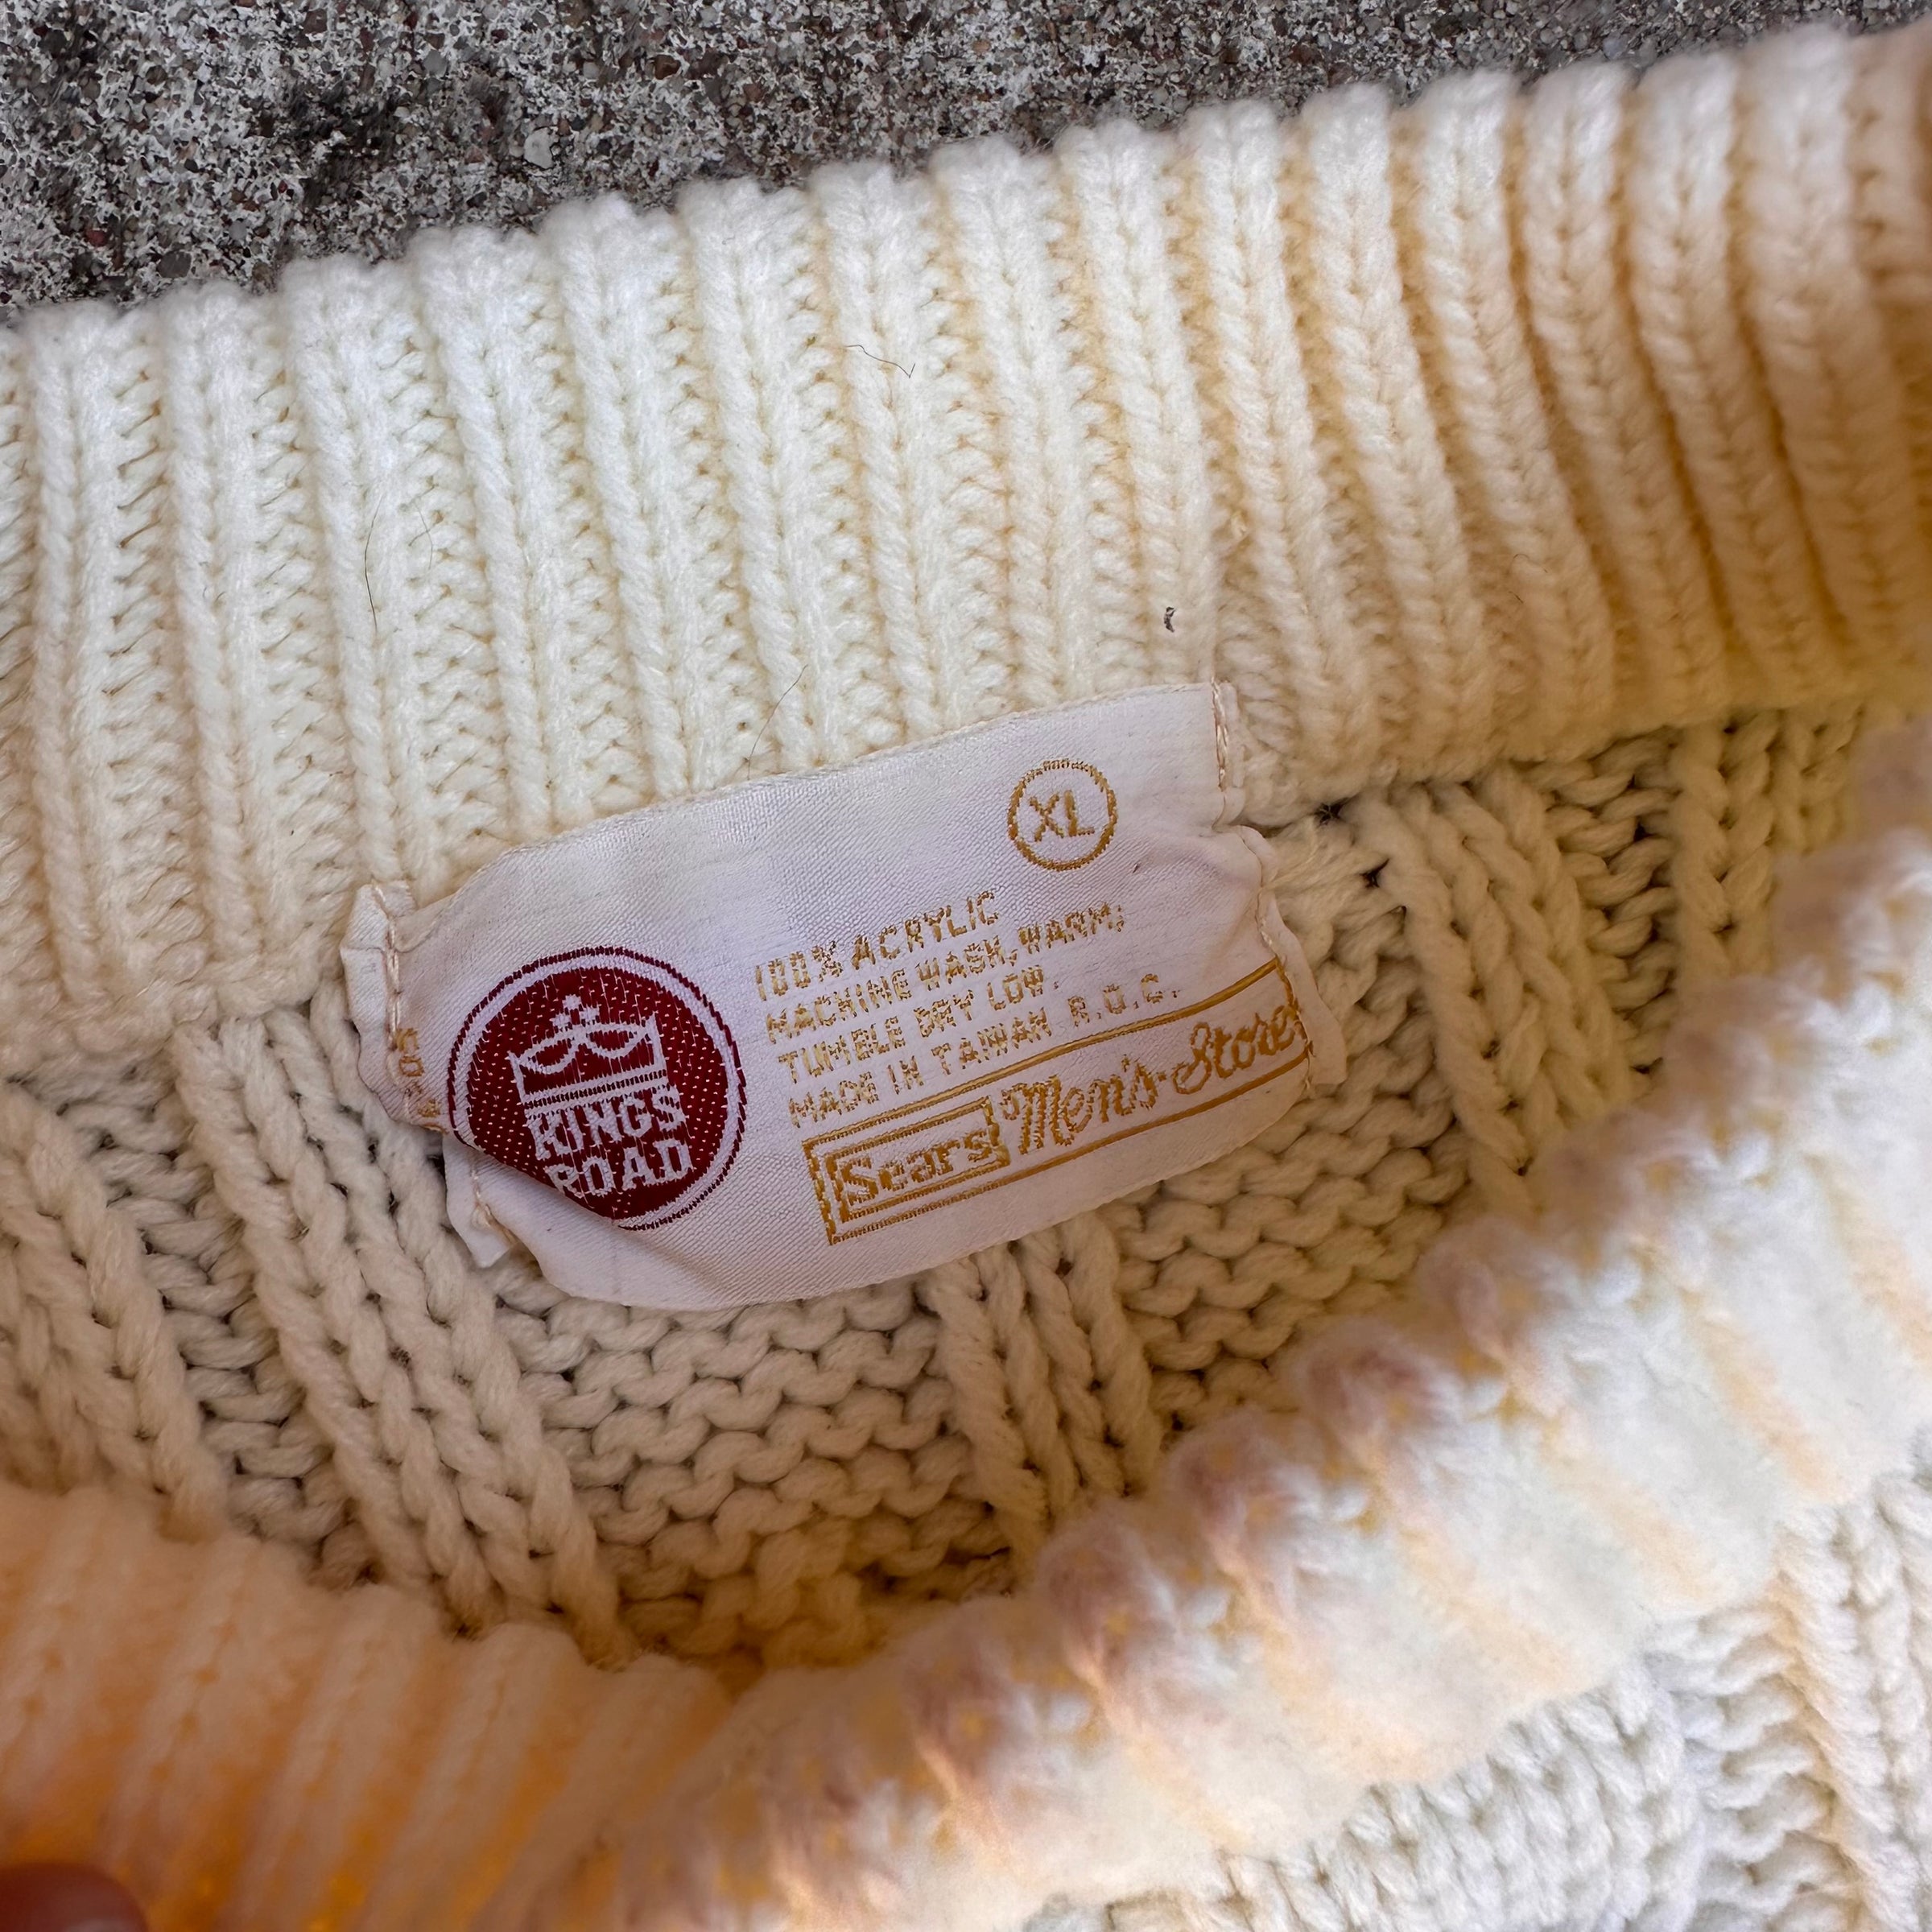 XL
100% ACRYLIC
MACHINE WASH, WARM;
TUMBLE DRY LOW.
MADE IN TAIWAN R.O.C.
KINGS
ROAD
Sears Men's Store